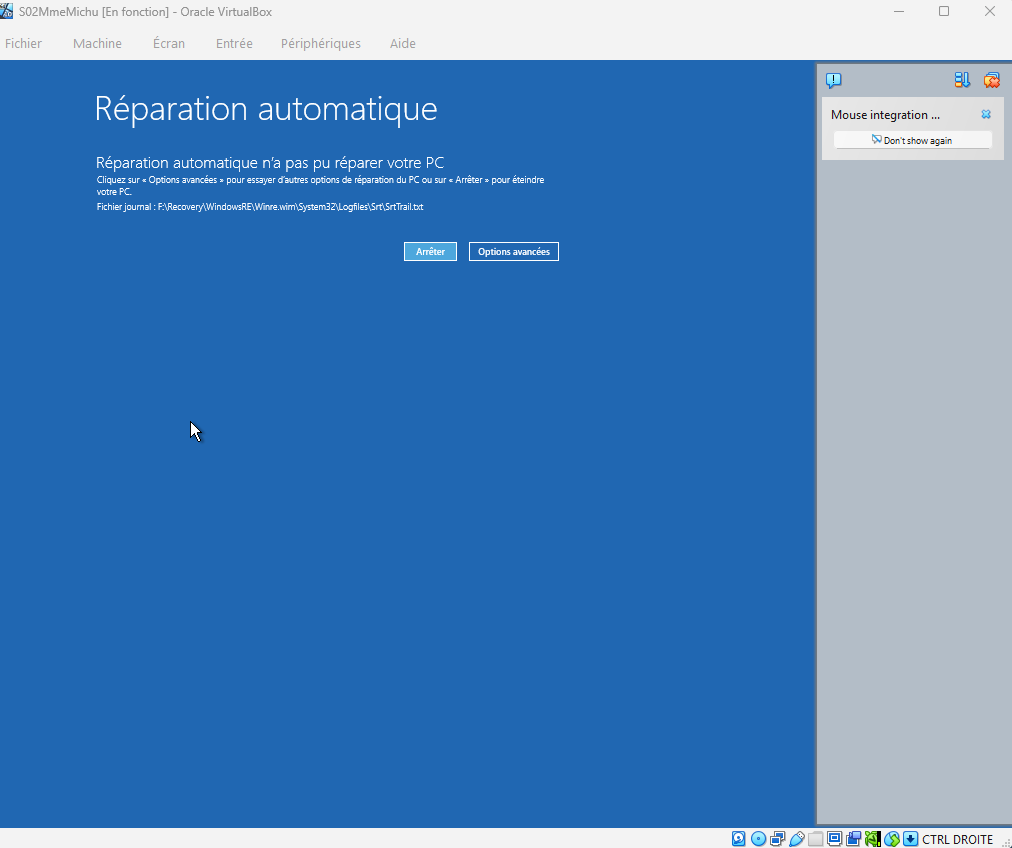 S02MmeMichu [En fonction] - Oracle VirtualBox
Fichier Machine Écran Entrée Périphériques Aide
Réparation automatique
Réparation automatique n'a pas pu réparer votre PC
Cliquez sur « Options avancées » pour essayer d'autres options de réparation du PC ou sur « Arrêter » pour éteindre
votre PC.
Fichier journal : F:\Recovery\WindowsRE\Winre.wim\System32\Logfiles\Srt\SrtTrail.txt
Arrêter Options avancées
Mouse integration ...
Don't show again
CTRL DROITE